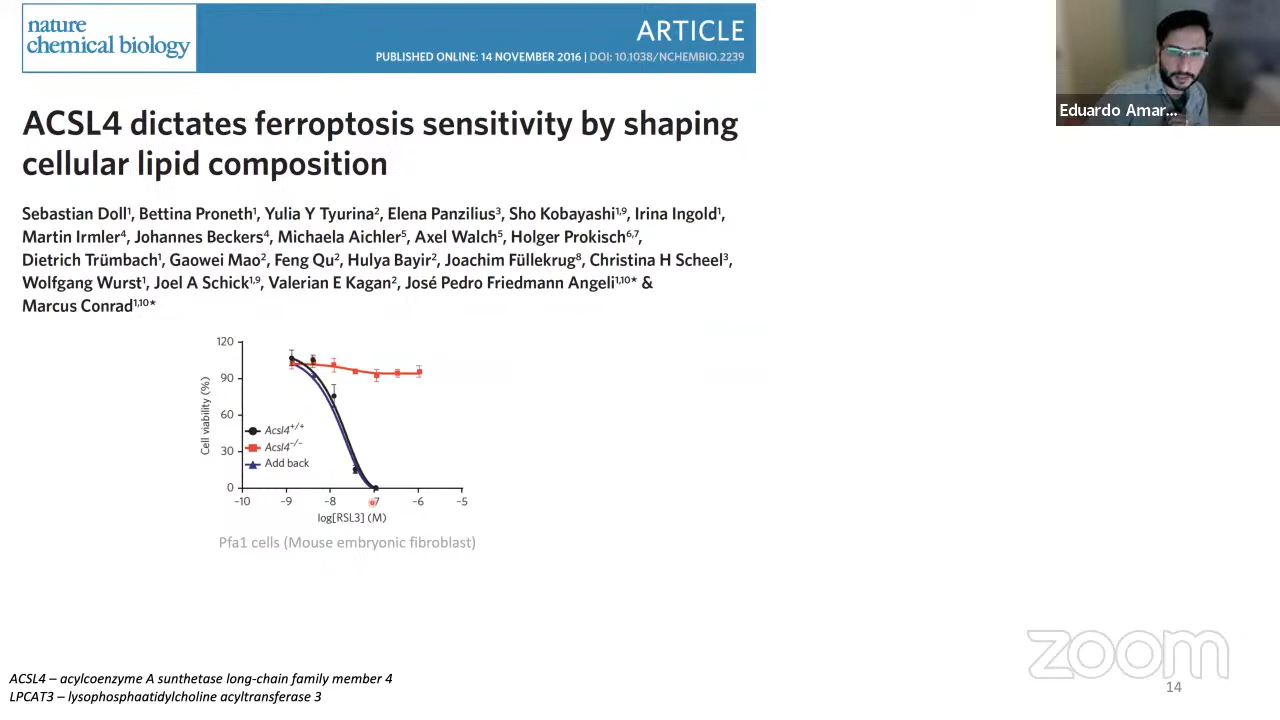 nature
chemical biology
ARTICLE
PUBLISHED ONLINE: 14 NOVEMBER 2016 | DOI: 10.1038/NCHEMBIO.2239
Eduardo Amar...
ACSL4 dictates ferroptosis sensitivity by shaping
cellular lipid composition
Sebastian Doll¹, Bettina Proneth¹, Yulia Y Tyurina², Elena Panzilius³, Sho Kobayashi¹,⁹, Irina Ingold¹,
Martin Irmler⁴, Johannes Beckers⁴, Michaela Aichler⁵, Axel Walch⁵, Holger Prokisch⁶,⁷,
Dietrich Trümbach¹, Gaowei Mao², Feng Qu², Hulya Bayir², Joachim Füllekrug⁸, Christina H Scheel³,
Wolfgang Wurst¹, Joel A Schick¹,⁹, Valerian E Kagan², José Pedro Friedmann Angeli¹,¹⁰* &
Marcus Conrad¹,¹⁰*
120
90
60
30
0
Cell viability (%)
Acsl4⁺/⁺
Acsl4⁻/⁻
Add back
−10 −9 −8 −7 −6 −5
log[RSL3] (M)
Pfa1 cells (Mouse embryonic fibroblast)
ACSL4 – acylcoenzyme A sunthetase long-chain family member 4
LPCAT3 – lysophosphaatidylcholine acyltransferase 3
zoom
14